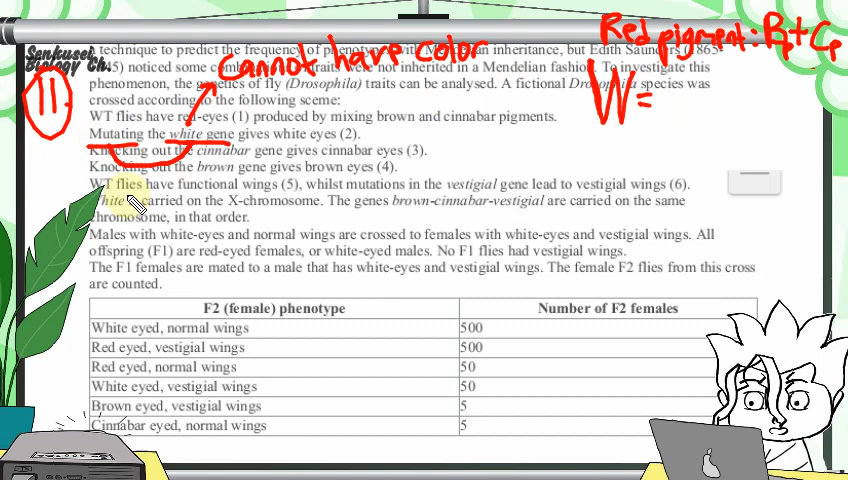 Red pigment: Bp + Cp
Cannot have color
W=
Senkusei
Biology Ch.
11.
a technique to predict the frequency of phenotypes with Mendelian inheritance, but Edith Saunders (1865-
45) noticed some traits were not inherited in a Mendelian fashion. To investigate this
phenomenon, the genetics of fly (Drosophila) traits can be analysed. A fictional Drosophila species was
crossed according to the following sceme:
WT flies have red-eyes (1) produced by mixing brown and cinnabar pigments.
Mutating the white gene gives white eyes (2).
Knocking out the cinnabar gene gives cinnabar eyes (3).
Knocking out the brown gene gives brown eyes (4).
WT flies have functional wings (5), whilst mutations in the vestigial gene lead to vestigial wings (6).
White is carried on the X-chromosome. The genes brown-cinnabar-vestigial are carried on the same
chromosome, in that order.
Males with white-eyes and normal wings are crossed to females with white-eyes and vestigial wings. All
offspring (F1) are red-eyed females, or white-eyed males. No F1 flies had vestigial wings.
The F1 females are mated to a male that has white-eyes and vestigial wings. The female F2 flies from this cross
are counted.
F2 (female) phenotype Number of F2 females
White eyed, normal wings 500
Red eyed, vestigial wings 500
Red eyed, normal wings 50
White eyed, vestigial wings 50
Brown eyed, vestigial wings 5
Cinnabar eyed, normal wings 5